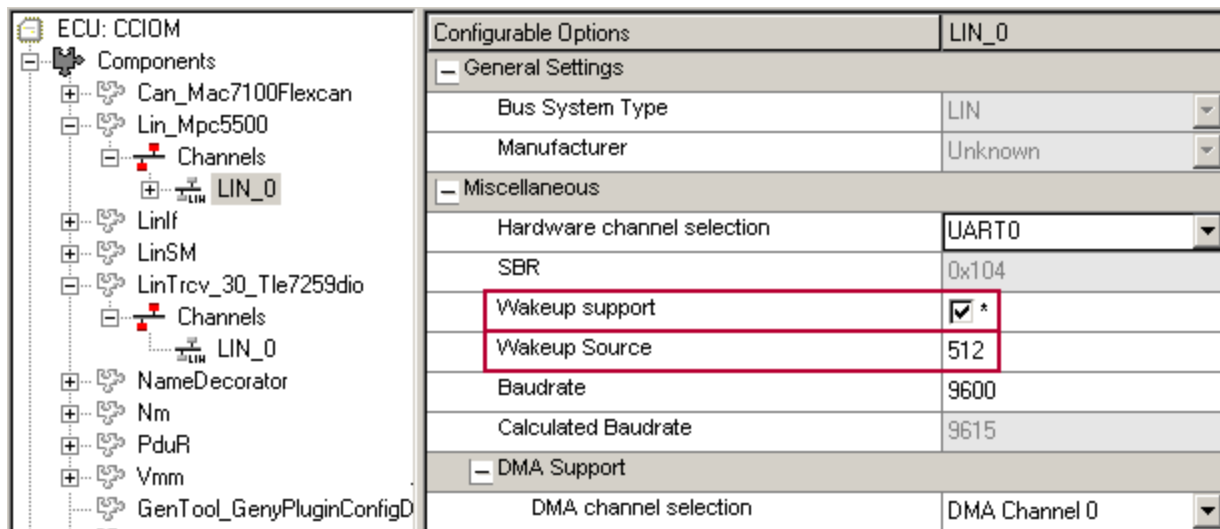 ECU: CCIOM
Components
Can_Mac7100Flexcan
Lin_Mpc5500
Channels
LIN_0
LinIf
LinSM
LinTrcv_30_Tle7259dio
Channels
LIN_0
NameDecorator
Nm
PduR
Vmm
GenTool_GenyPluginConfigD
Configurable Options LIN_0
General Settings
Bus System Type LIN
Manufacturer Unknown
Miscellaneous
Hardware channel selection UART0
SBR 0x104
Wakeup support *
Wakeup Source 512
Baudrate 9600
Calculated Baudrate 9615
DMA Support
DMA channel selection DMA Channel 0